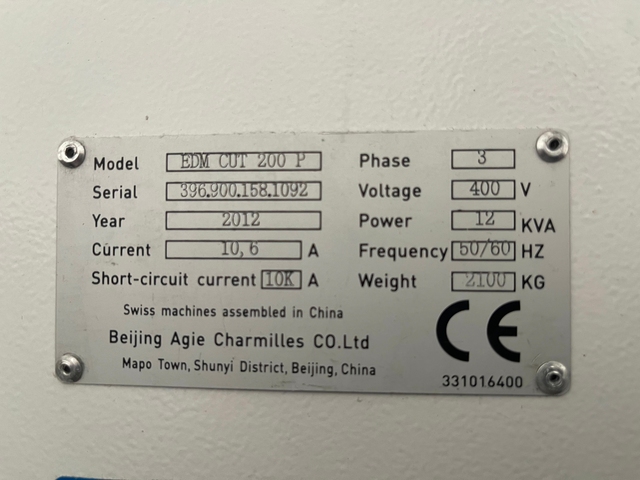 Model EDM CUT 200 P Phase 3
Serial 396.900.158.1092 Voltage 400 V
Year 2012 Power 12 KVA
Current 10,6 A Frequency 50/60 HZ
Short-circuit current 10K A Weight 2100 KG
Swiss machines assembled in China
Beijing Agie Charmilles CO.Ltd
Mapo Town, Shunyi District, Beijing, China
CE
331016400